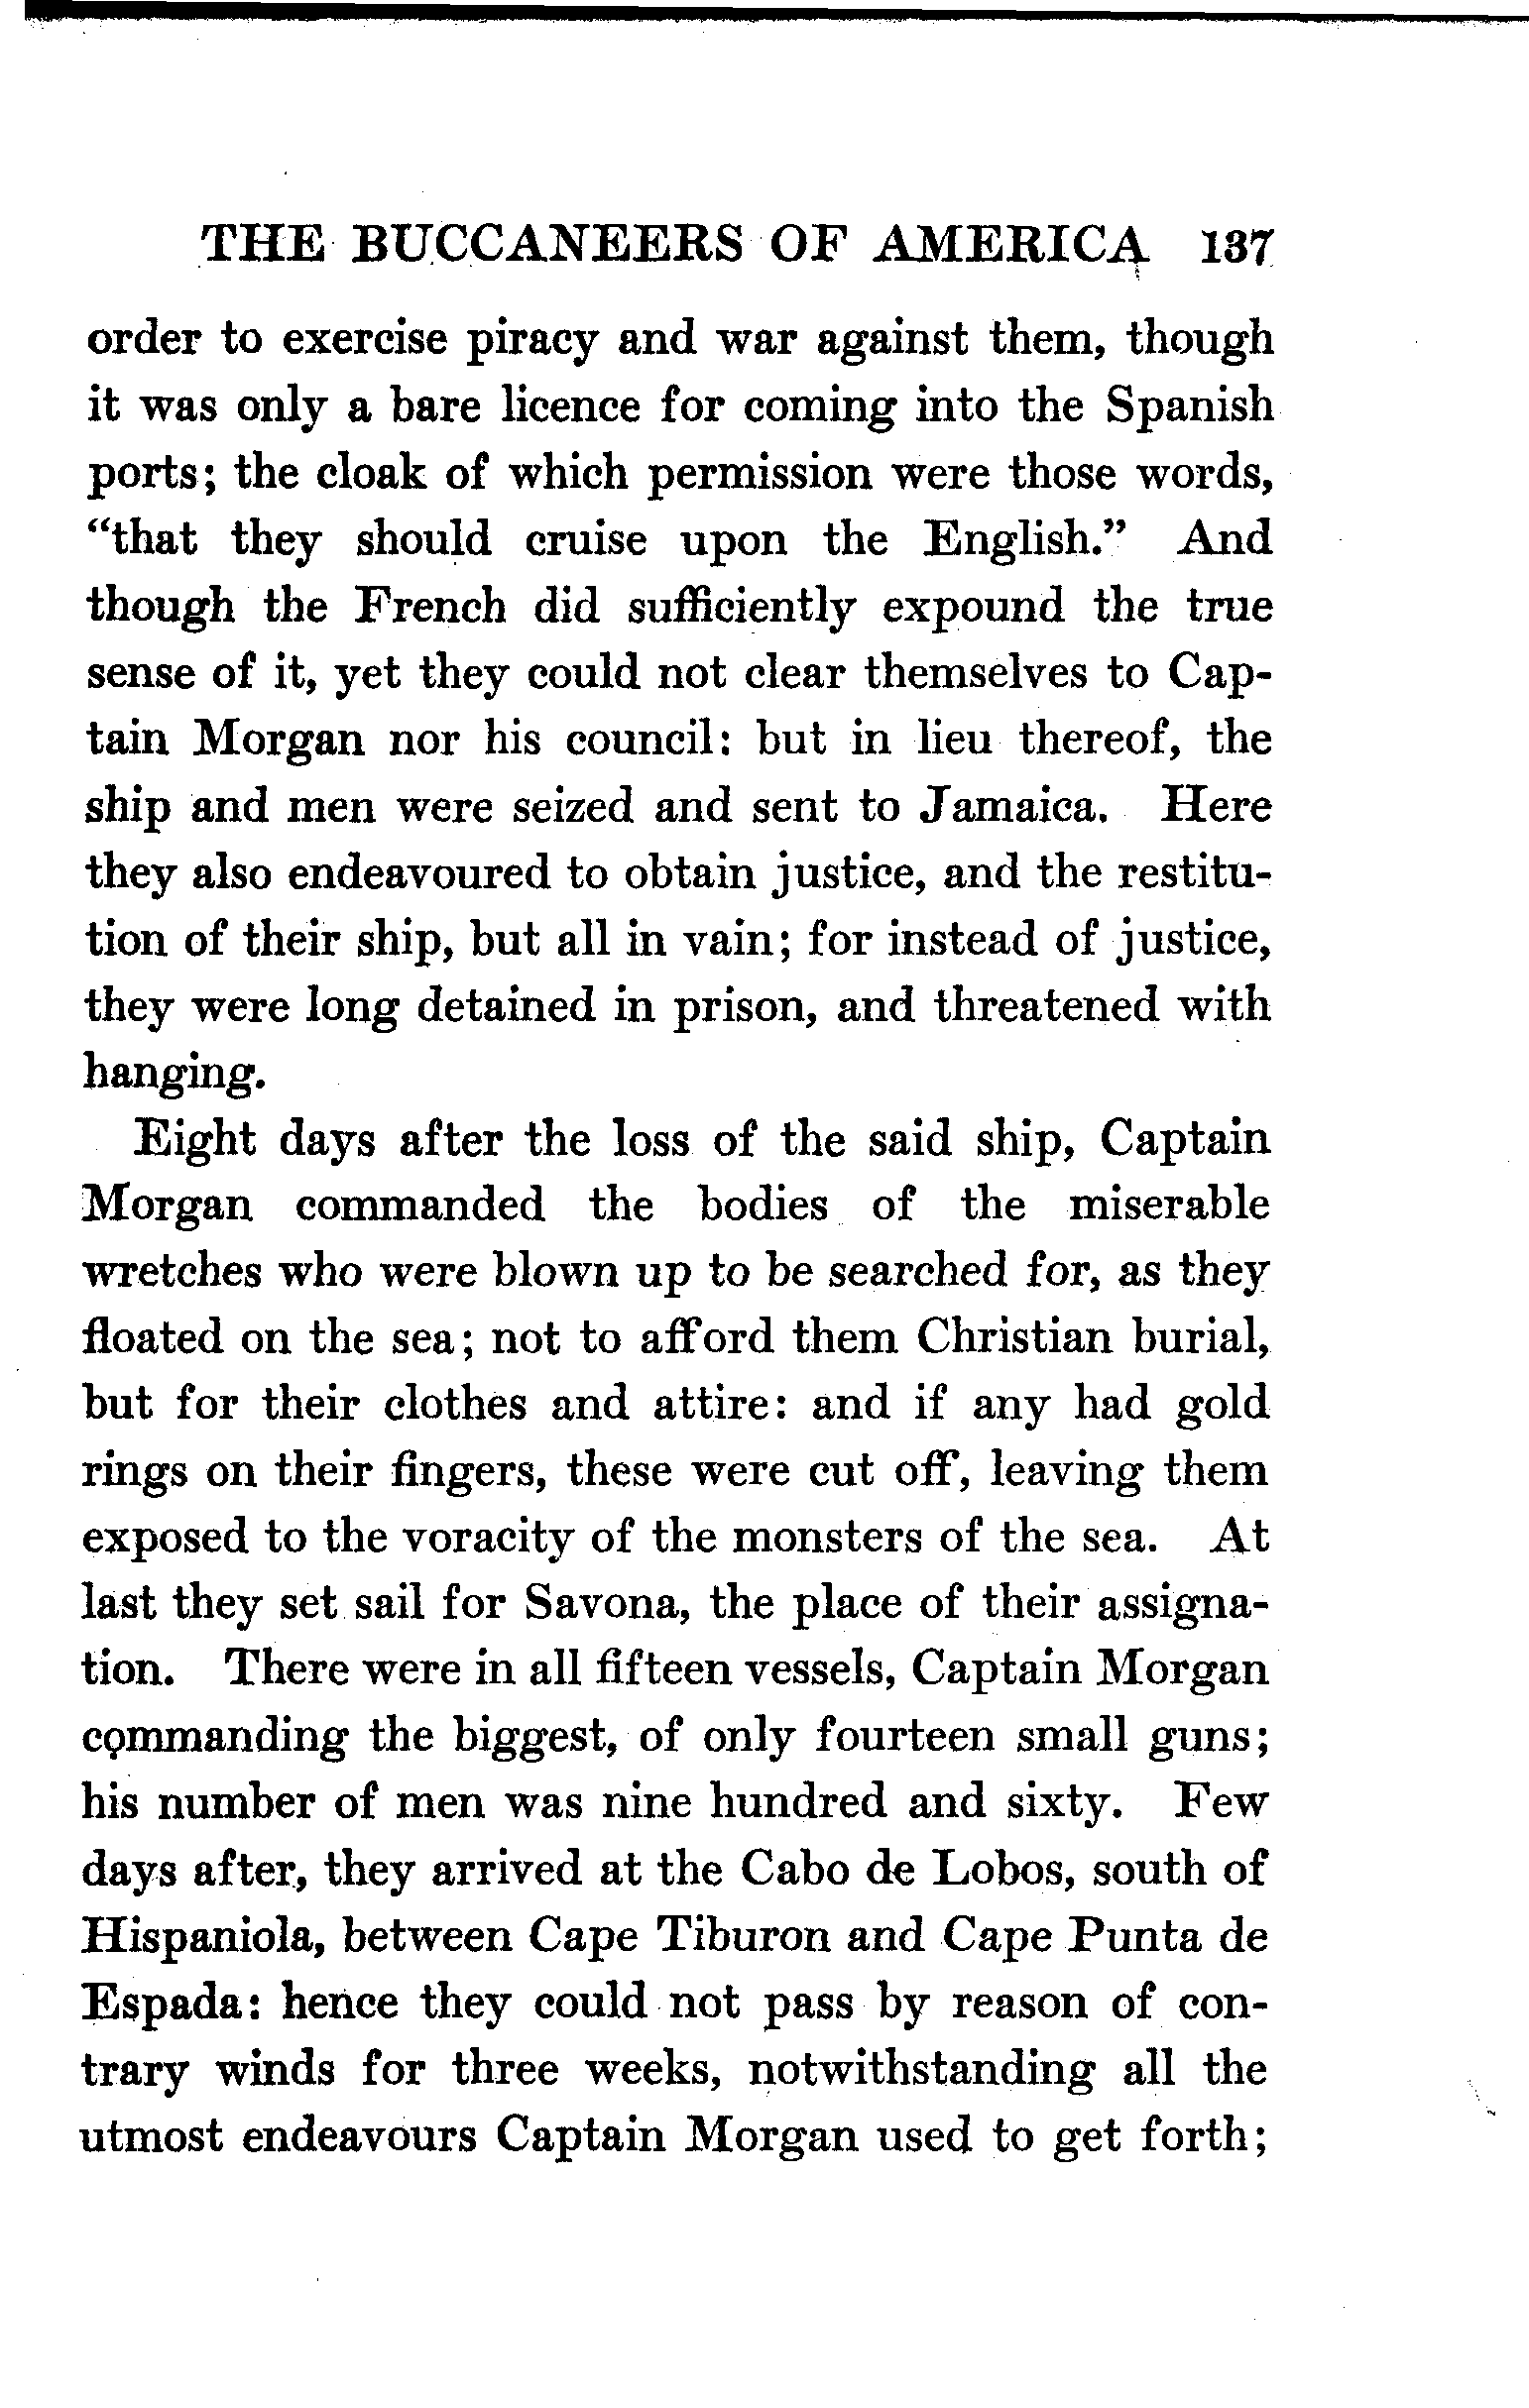 THE BUCCANEERS OF AMERICA 137
order to exercise piracy and war against them, though
it was only a bare licence for coming into the Spanish
ports; the cloak of which permission were those words,
“that they should cruise upon the English.” And
though the French did sufficiently expound the true
sense of it, yet they could not clear themselves to Cap-
tain Morgan nor his council: but in lieu thereof, the
ship and men were seized and sent to Jamaica. Here
they also endeavoured to obtain justice, and the restitu-
tion of their ship, but all in vain; for instead of justice,
they were long detained in prison, and threatened with
hanging.
Eight days after the loss of the said ship, Captain
Morgan commanded the bodies of the miserable
wretches who were blown up to be searched for, as they
floated on the sea; not to afford them Christian burial,
but for their clothes and attire: and if any had gold
rings on their fingers, these were cut off, leaving them
exposed to the voracity of the monsters of the sea. At
last they set sail for Savona, the place of their assigna-
tion. There were in all fifteen vessels, Captain Morgan
commanding the biggest, of only fourteen small guns;
his number of men was nine hundred and sixty. Few
days after, they arrived at the Cabo de Lobos, south of
Hispaniola, between Cape Tiburon and Cape Punta de
Espada: hence they could not pass by reason of con-
trary winds for three weeks, notwithstanding all the
utmost endeavours Captain Morgan used to get forth;